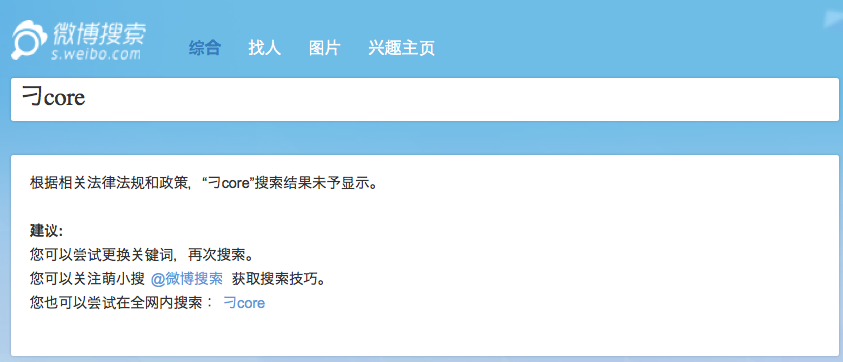 微博搜索
s.weibo.com
综合 找人 图片 兴趣主页
刁core
根据相关法律法规和政策，“刁core”搜索结果未予显示。
建议：
您可以尝试更换关键词，再次搜索。
您可以关注萌小搜 @微博搜索 获取搜索技巧。
您也可以尝试在全网内搜索： 刁core